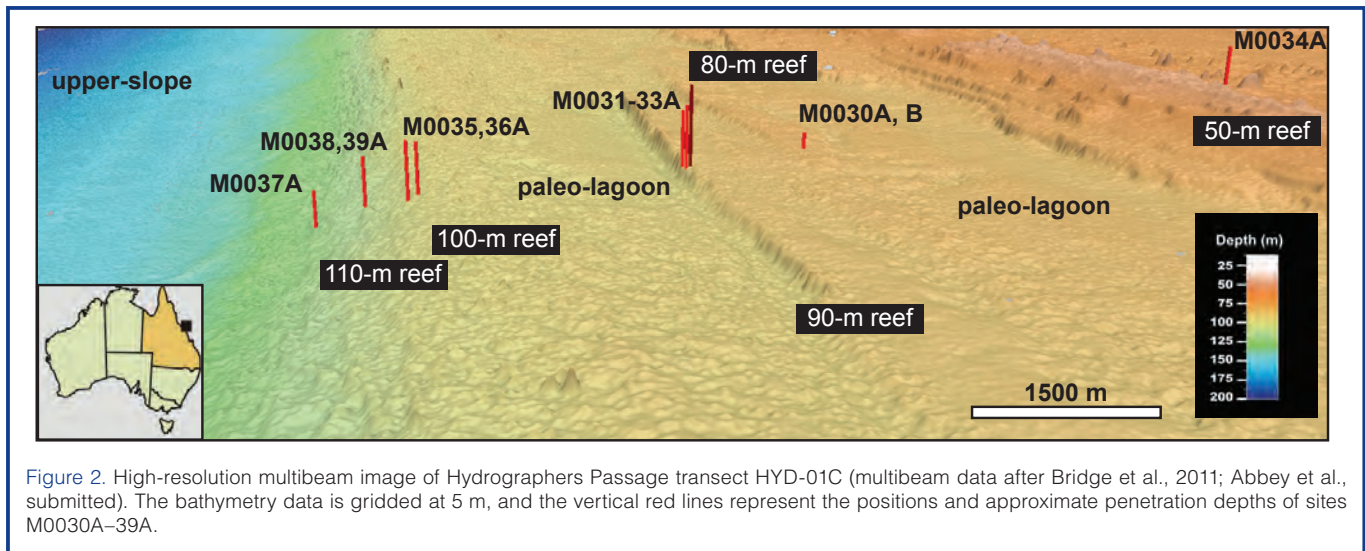 upper-slope
M0034A
80-m reef
M0031-33A
M0030A, B
M0038,39A
M0035,36A
50-m reef
M0037A
paleo-lagoon
paleo-lagoon
100-m reef
110-m reef
90-m reef
Depth (m)
25
50
75
100
125
150
175
200
1500 m
Figure 2. High-resolution multibeam image of Hydrographers Passage transect HYD-01C (multibeam data after Bridge et al., 2011; Abbey et al.,
submitted). The bathymetry data is gridded at 5 m, and the vertical red lines represent the positions and approximate penetration depths of sites
M0030A–39A.